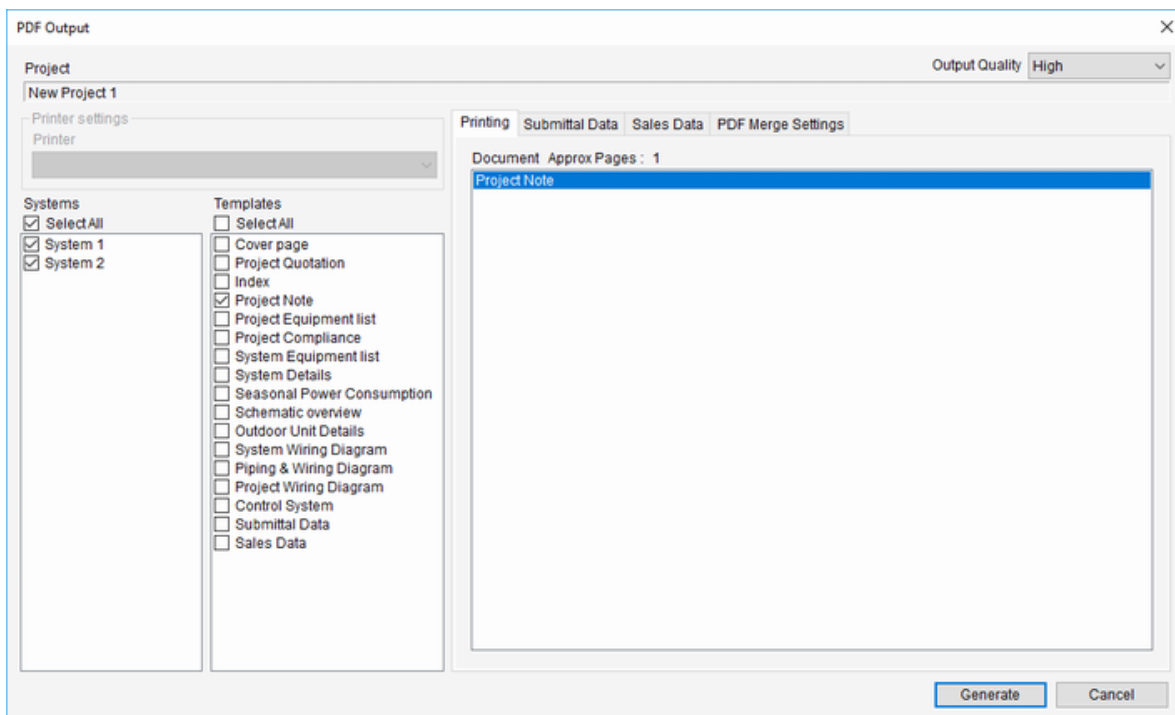 PDF Output
Project
Output Quality High
New Project 1
Printer settings
Printer
Systems
Select All
System 1
System 2
Templates
Select All
Cover page
Project Quotation
Index
Project Note
Project Equipment list
Project Compliance
System Equipment list
System Details
Seasonal Power Consumption
Schematic overview
Outdoor Unit Details
System Wiring Diagram
Piping & Wiring Diagram
Project Wiring Diagram
Control System
Submittal Data
Sales Data
Printing Submittal Data Sales Data PDF Merge Settings
Document Approx Pages : 1
Project Note
Generate Cancel